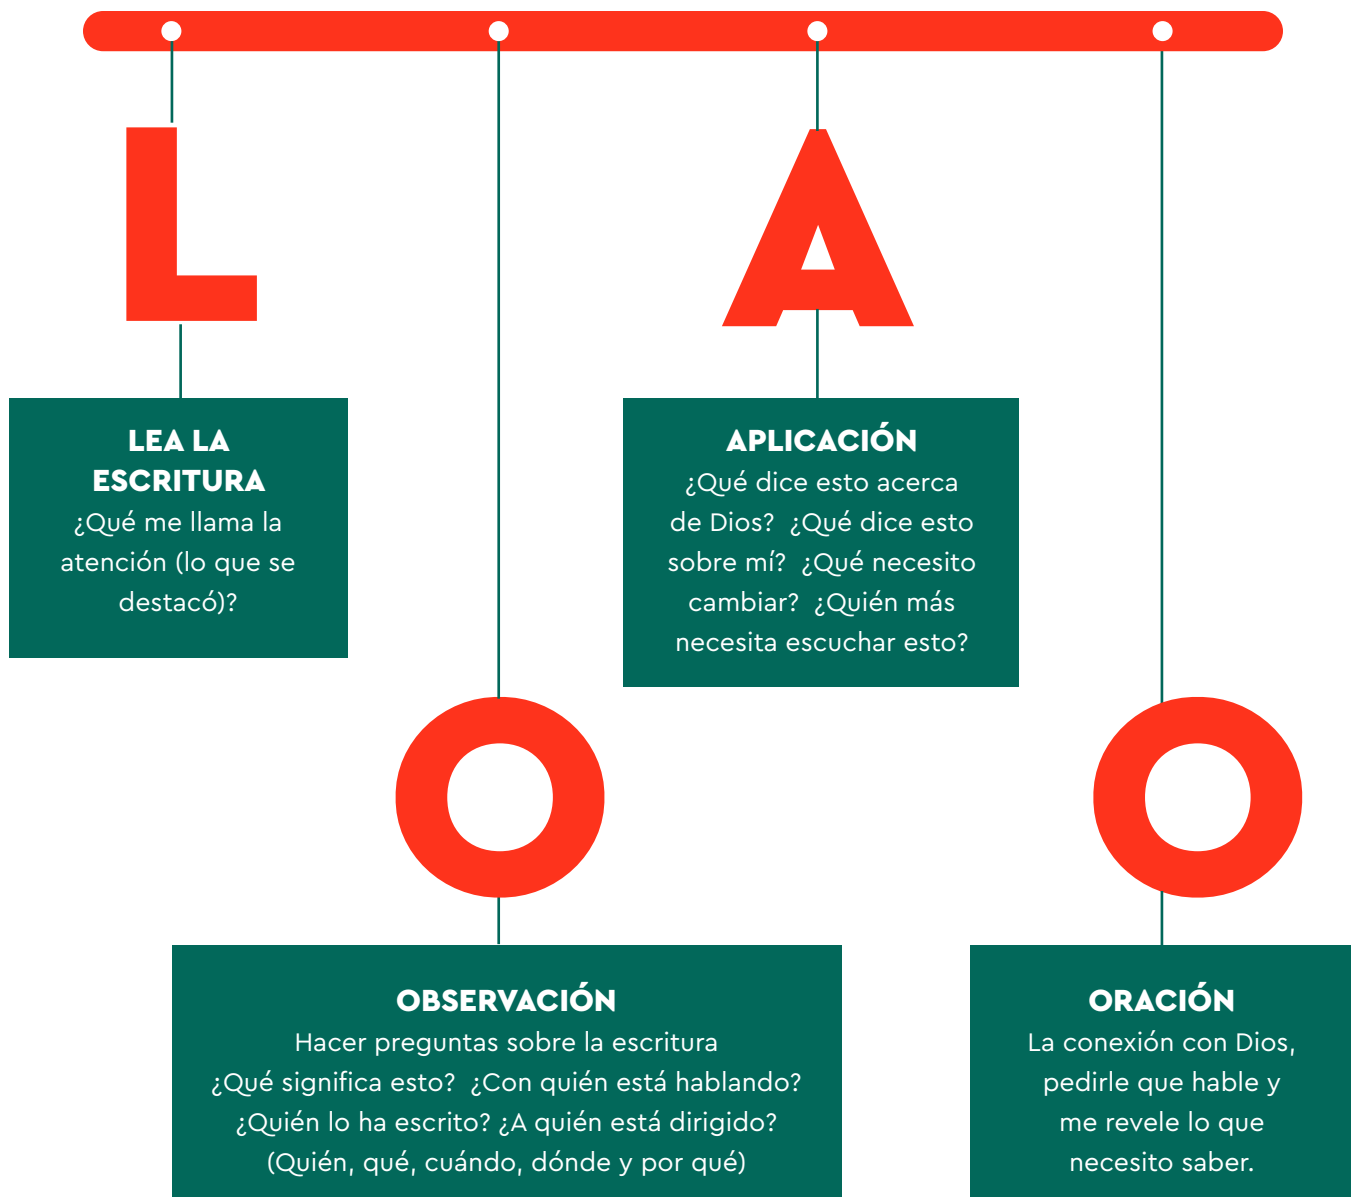 L
LEA LA
ESCRITURA
¿Qué me llama la
atención (lo que se
destacó)?
O
OBSERVACIÓN
Hacer preguntas sobre la escritura
¿Qué significa esto?  ¿Con quién está hablando?
¿Quién lo ha escrito? ¿A quién está dirigido?
(Quién, qué, cuándo, dónde y por qué)
A
APLICACIÓN
¿Qué dice esto acerca
de Dios?  ¿Qué dice esto
sobre mí?  ¿Qué necesito
cambiar?  ¿Quién más
necesita escuchar esto?
O
ORACIÓN
La conexión con Dios,
pedirle que hable y
me revele lo que
necesito saber.